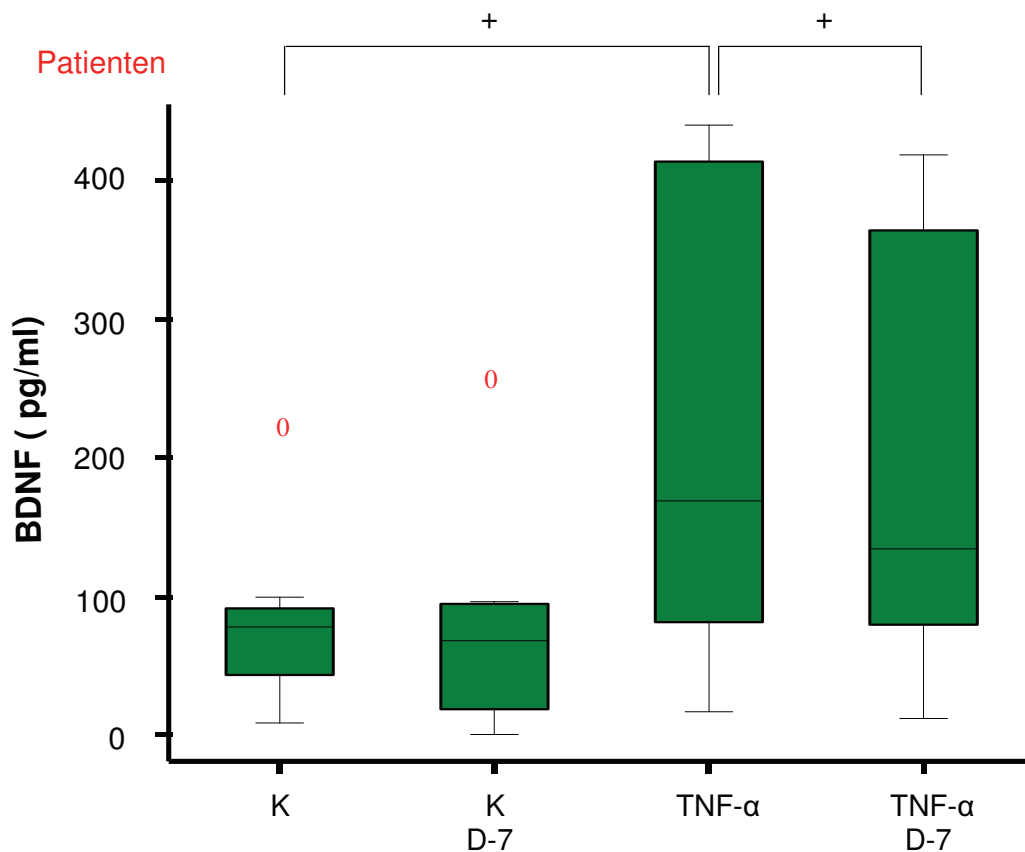 + +
Patienten
400
300
200
100
0
BDNF ( pg/ml)
0
0
K
K
D-7
TNF-α
TNF-α
D-7